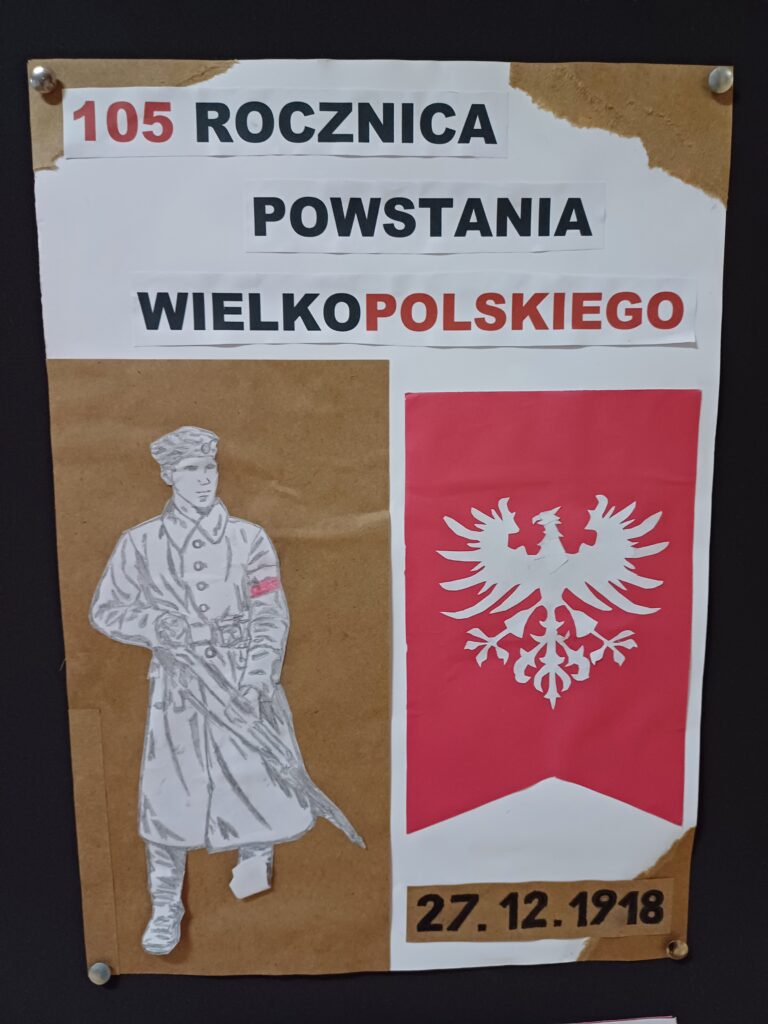 105 ROCZNICA
POWSTANIA
WIELKOPOLSKIEGO
27.12.1918